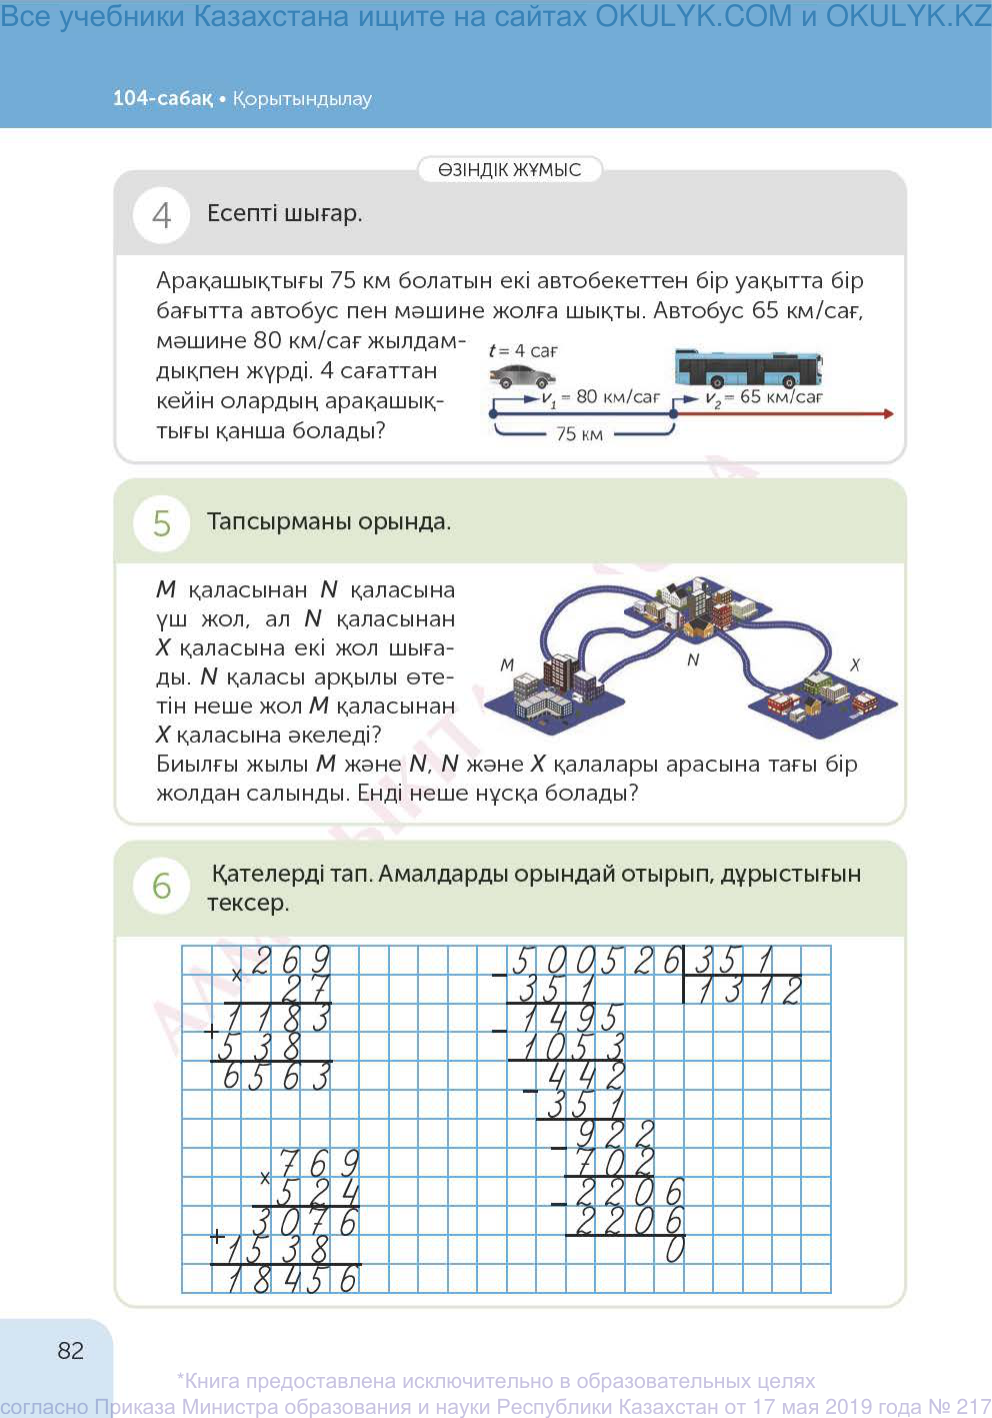 Все учебники Казахстана ищите на сайтах OKULYK.COM и OKULYK.KZ
104-сабақ • Қорытындылау
ӨЗІНДІК ЖҰМЫС
4 Есепті шығар.
Арақашықтығы 75 км болатын екі автобекеттен бір уақытта бір
бағытта автобус пен мәшине жолға шықты. Автобус 65 км/сағ,
мәшине 80 км/сағ жылдам-
дықпен жүрді. 4 сағаттан
кейін олардың арақашық-
тығы қанша болады?
t = 4 сағ
v₁ = 80 км/сағ v₂ = 65 км/сағ
75 км
5 Тапсырманы орында.
M қаласынан N қаласына
үш жол, ал N қаласынан
X қаласына екі жол шыға-
ды. N қаласы арқылы өте-
тін неше жол M қаласынан
X қаласына әкеледі?
Биылғы жылы M және N, N және X қалалары арасына тағы бір
жолдан салынды. Енді неше нұсқа болады?
M
N
X
6 Қателерді тап. Амалдарды орындай отырып, дұрыстығын
тексер.
× 269
27
+ 1183
538
6563
× 769
524
3076
+ 1538
18456
– 500526 351
351 1312
– 1495
1053
– 442
351
– 922
702
– 2206
2206
0
82
*Книга предоставлена исключительно в образовательных целях
согласно Приказа Министра образования и науки Республики Казахстан от 17 мая 2019 года № 217